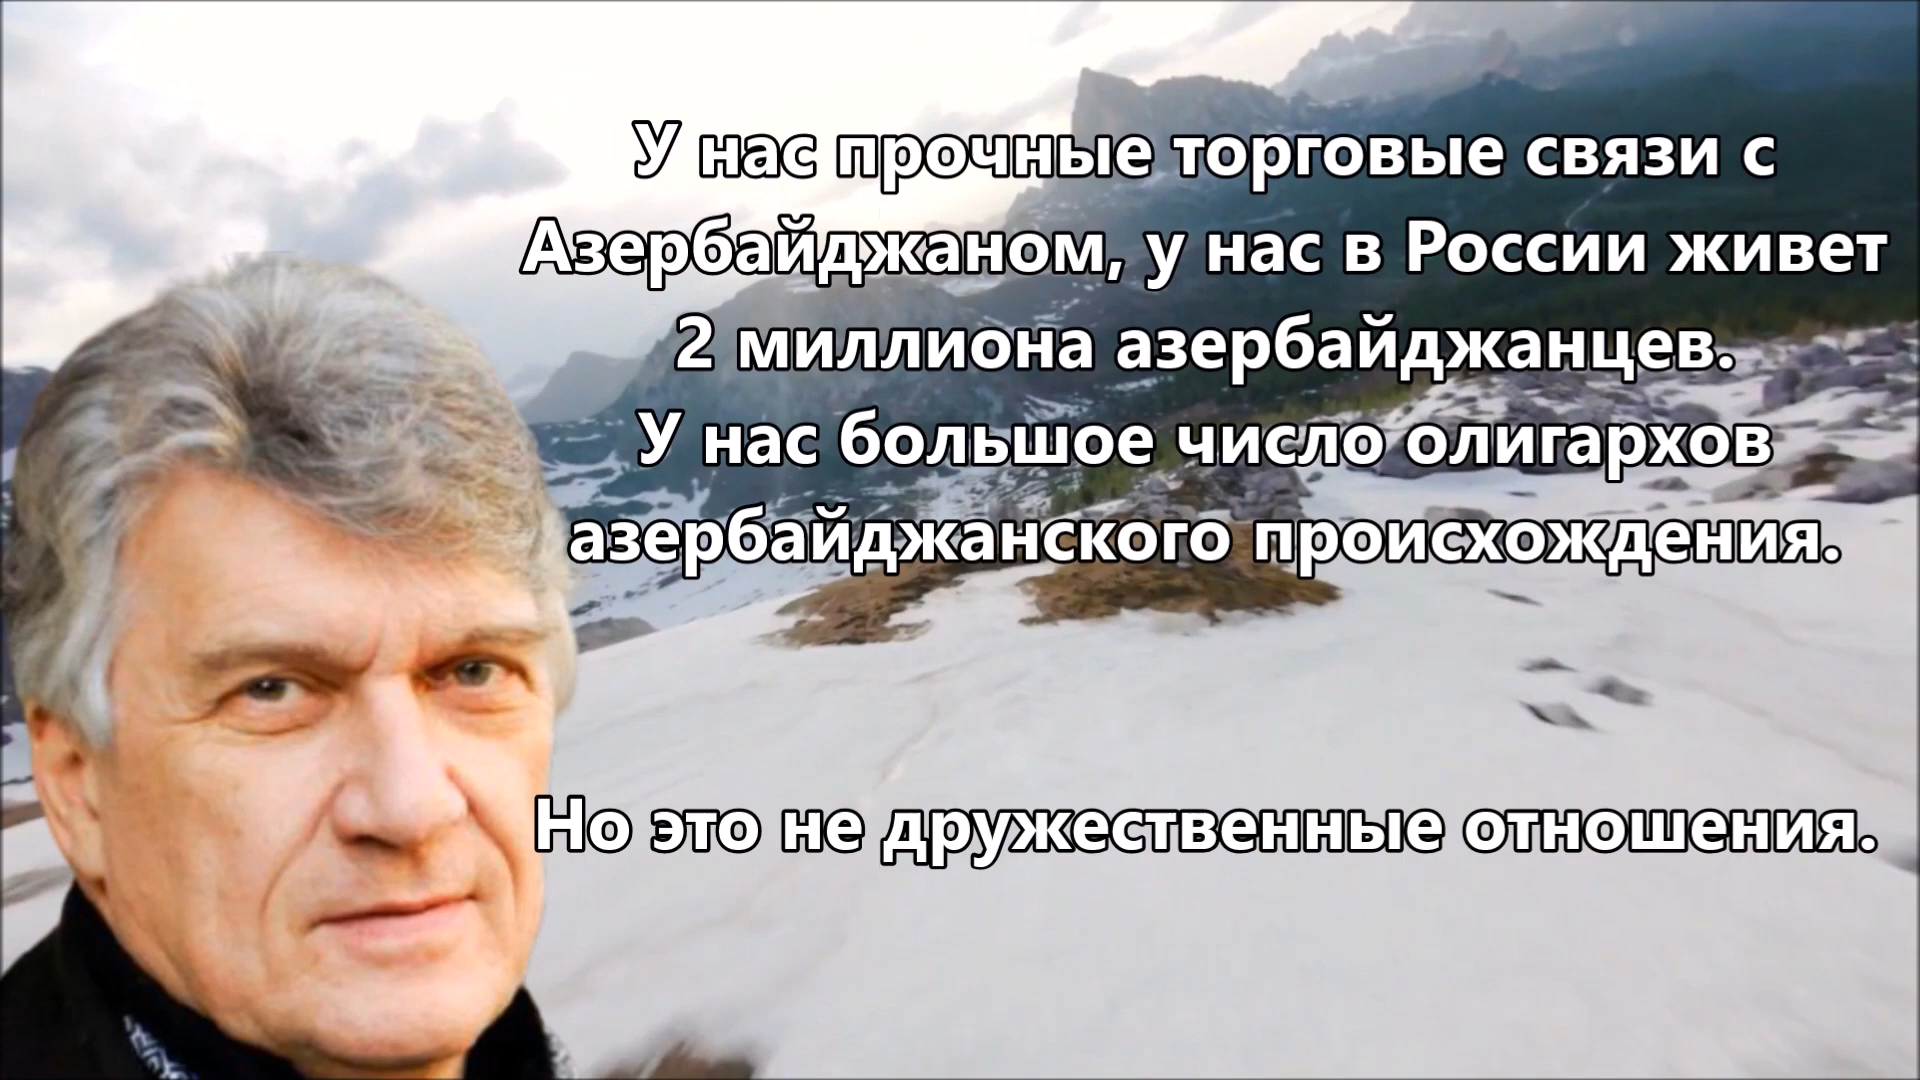 У нас прочные торговые связи с
Азербайджаном, у нас в России живет
2 миллиона азербайджанцев.
У нас большое число олигархов
азербайджанского происхождения.
Но это не дружественные отношения.